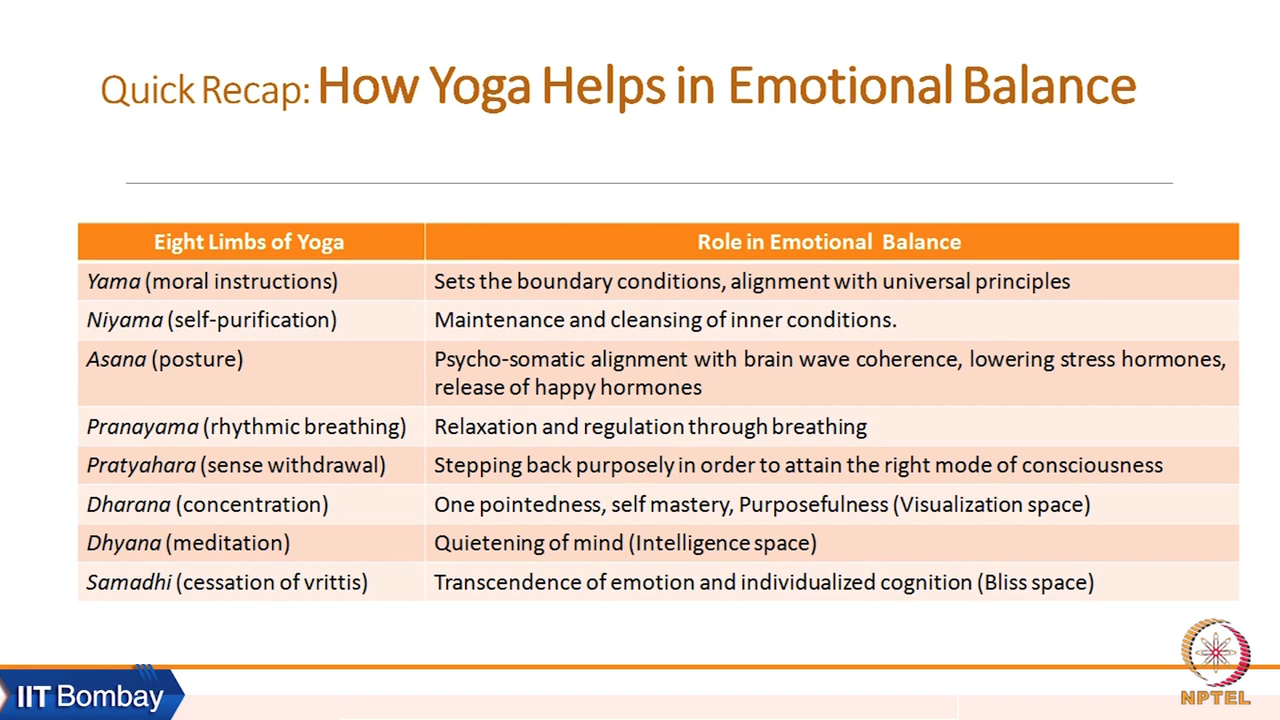 Quick Recap: How Yoga Helps in Emotional Balance
Eight Limbs of Yoga Role in Emotional Balance
Yama (moral instructions) Sets the boundary conditions, alignment with universal principles
Niyama (self-purification) Maintenance and cleansing of inner conditions.
Asana (posture) Psycho-somatic alignment with brain wave coherence, lowering stress hormones,
release of happy hormones
Pranayama (rhythmic breathing) Relaxation and regulation through breathing
Pratyahara (sense withdrawal) Stepping back purposely in order to attain the right mode of consciousness
Dharana (concentration) One pointedness, self mastery, Purposefulness (Visualization space)
Dhyana (meditation) Quietening of mind (Intelligence space)
Samadhi (cessation of vrittis) Transcendence of emotion and individualized cognition (Bliss space)
IIT Bombay
NPTEL